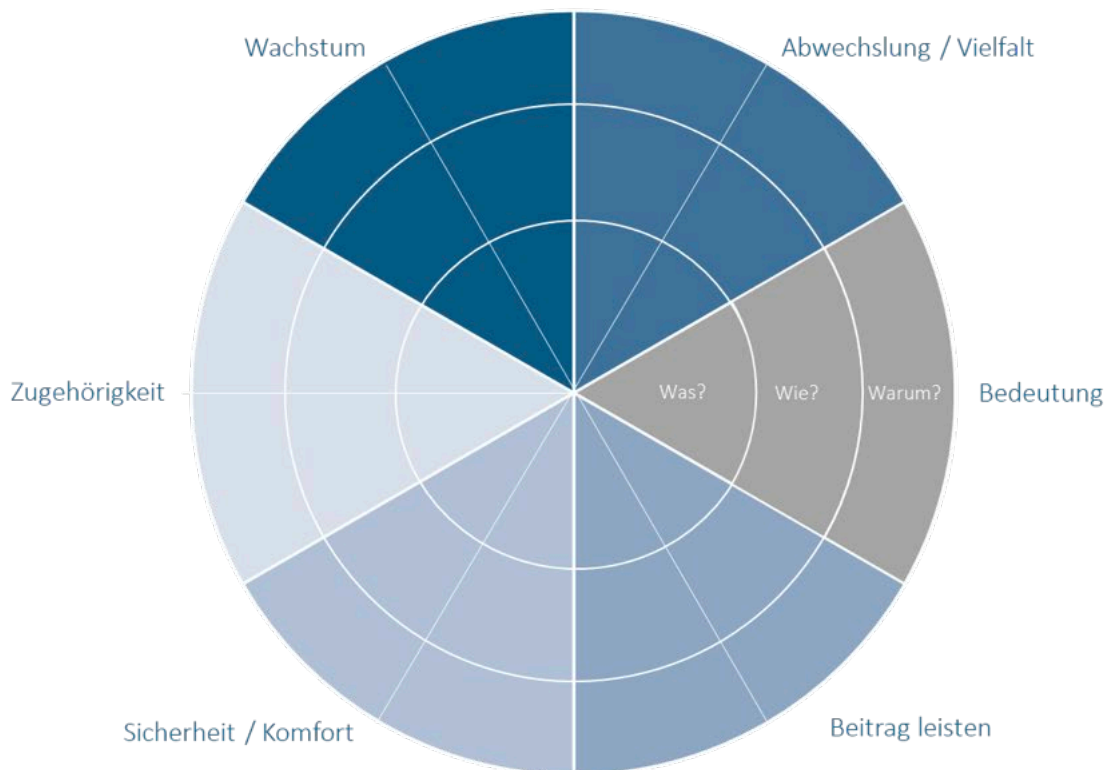 Wachstum
Abwechslung / Vielfalt
Zugehörigkeit
Was?
Wie?
Warum?
Bedeutung
Sicherheit / Komfort
Beitrag leisten